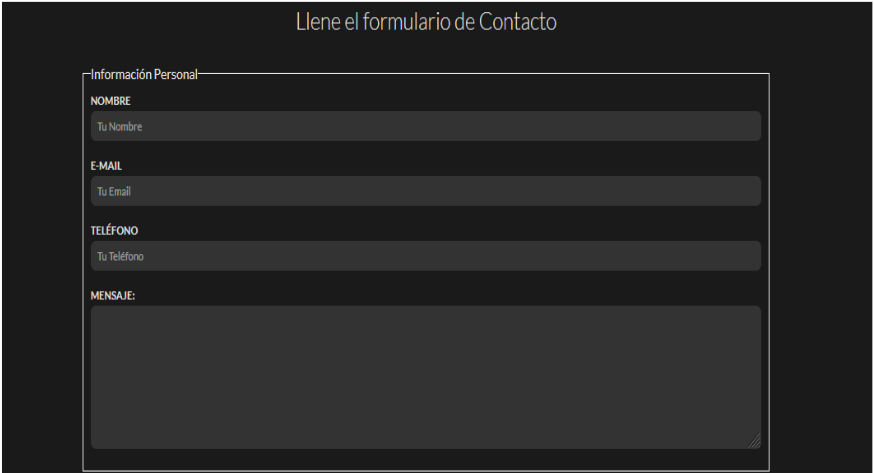 Llene el formulario de Contacto
Información Personal
NOMBRE
Tu Nombre
E-MAIL
Tu Email
TELÉFONO
Tu Teléfono
MENSAJE: